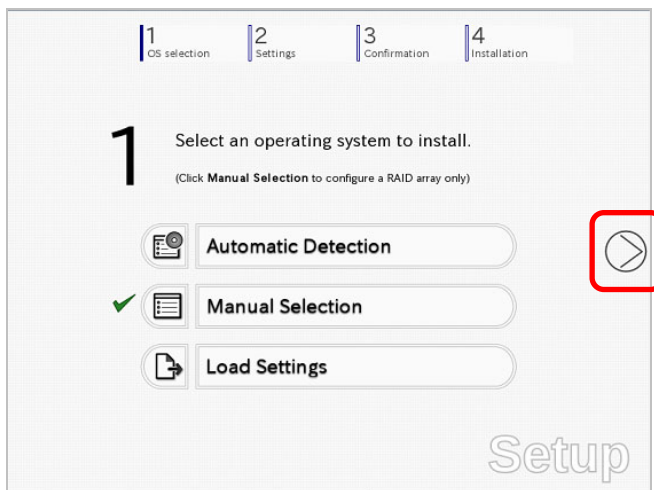 1 2 3 4
OS selection Settings Confirmation Installation
1 Select an operating system to install.
(Click Manual Selection to configure a RAID array only)
Automatic Detection
Manual Selection
Load Settings
Setup